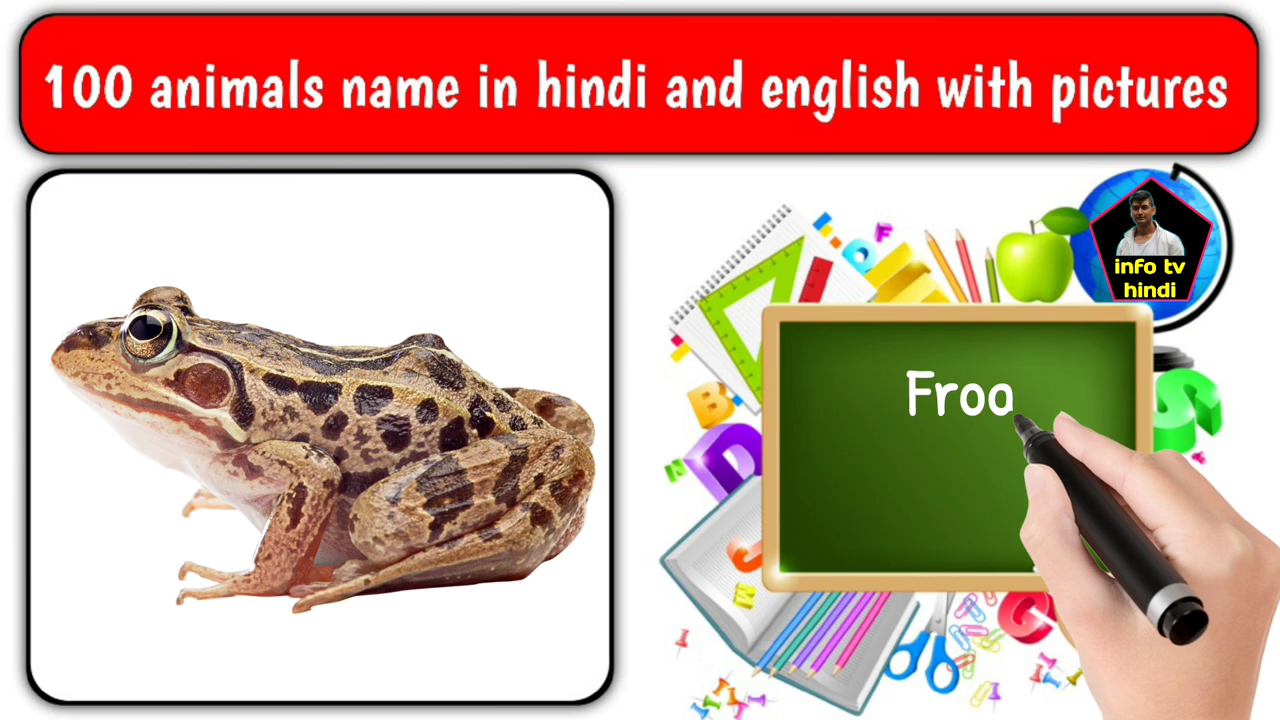 100 animals name in hindi and english with pictures
info tv
hindi
Froa